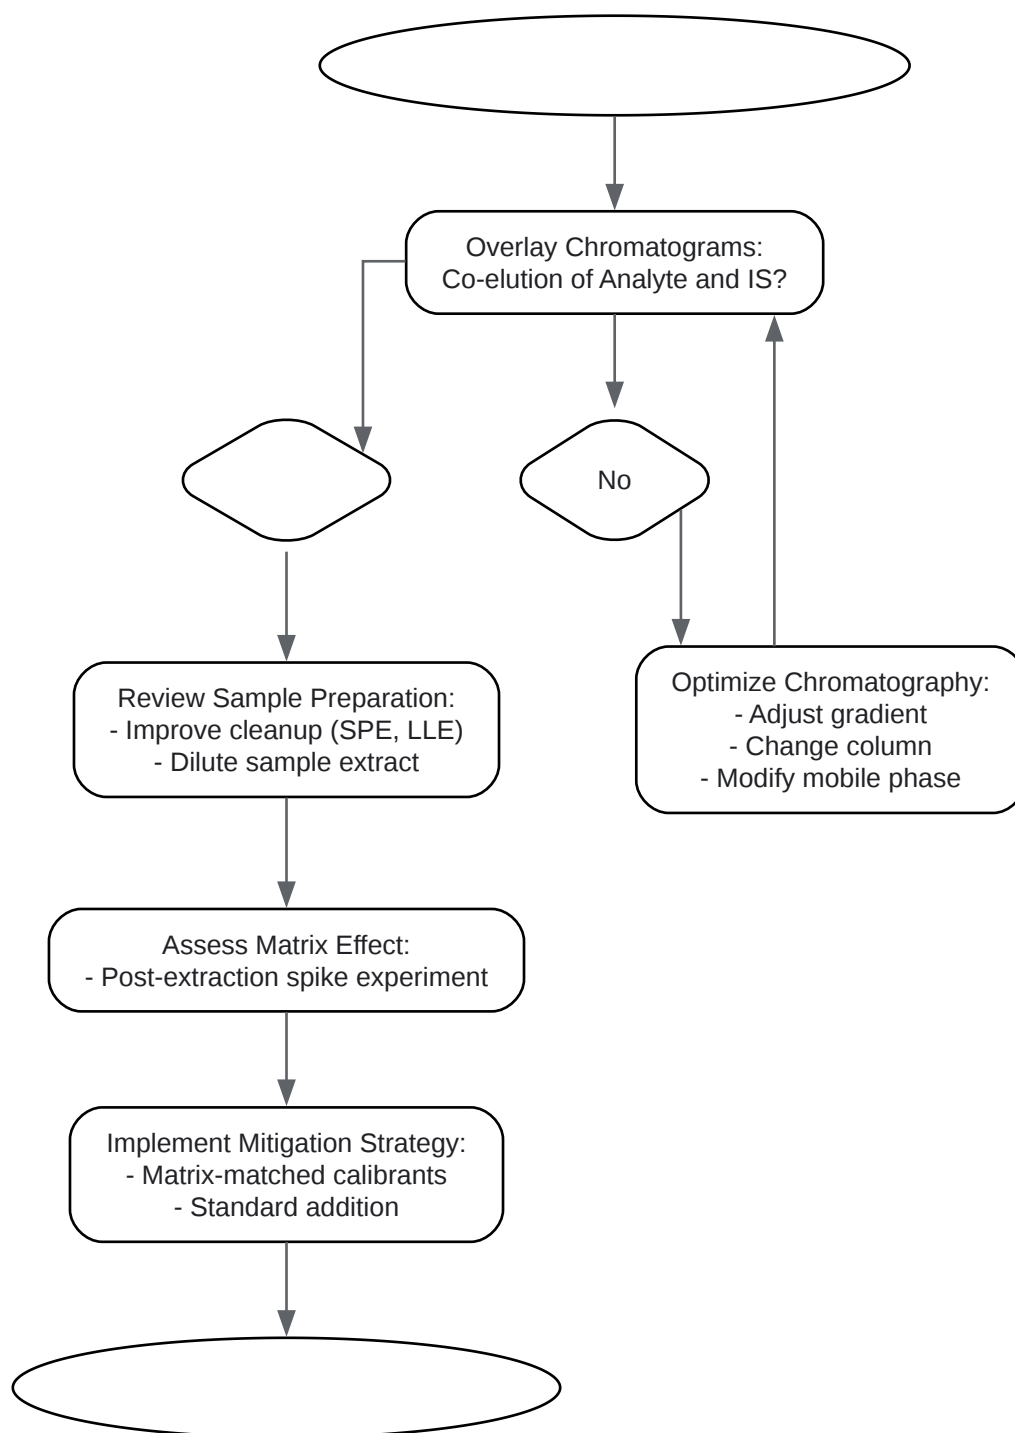 Overlay Chromatograms:
Co-elution of Analyte and IS?
No
Review Sample Preparation:
- Improve cleanup (SPE, LLE)
- Dilute sample extract
Optimize Chromatography:
- Adjust gradient
- Change column
- Modify mobile phase
Assess Matrix Effect:
- Post-extraction spike experiment
Implement Mitigation Strategy:
- Matrix-matched calibrants
- Standard addition